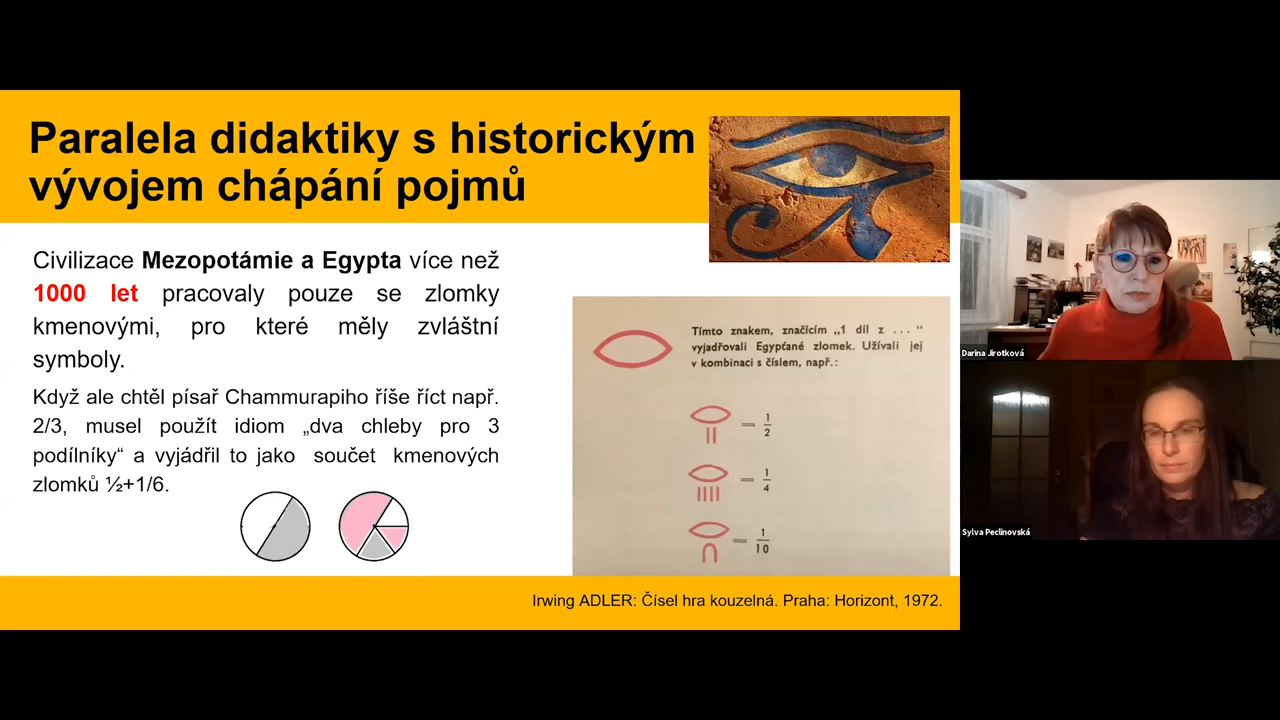 Paralela didaktiky s historickým
vývojem chápání pojmů
Civilizace Mezopotámie a Egypta více než
1000 let pracovaly pouze se zlomky
kmenovými, pro které měly zvláštní
symboly.
Když ale chtěl písař Chammurapiho říše říct např.
2/3, musel použít idiom „dva chleby pro 3
podílníky“ a vyjádřil to jako součet kmenových
zlomků ½+1/6.
Tímto znakem, značícím „1 díl z ...“
vyjadřovali Egypťané zlomek. Užívali jej
v kombinaci s číslem, např.:
= 1/2
= 1/4
= 1/10
Irwing ADLER: Čísel hra kouzelná. Praha: Horizont, 1972.
Darina Jirotková
Sylva Peclinovská